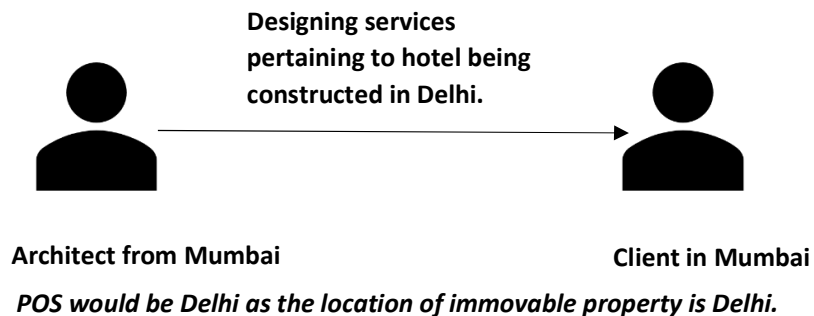 Designing services
pertaining to hotel being
constructed in Delhi.
Architect from Mumbai
Client in Mumbai
POS would be Delhi as the location of immovable property is Delhi.